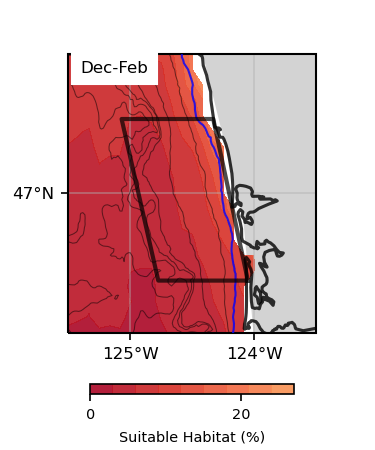 Dec-Feb
47°N
125°W 124°W
0 20
Suitable Habitat (%)